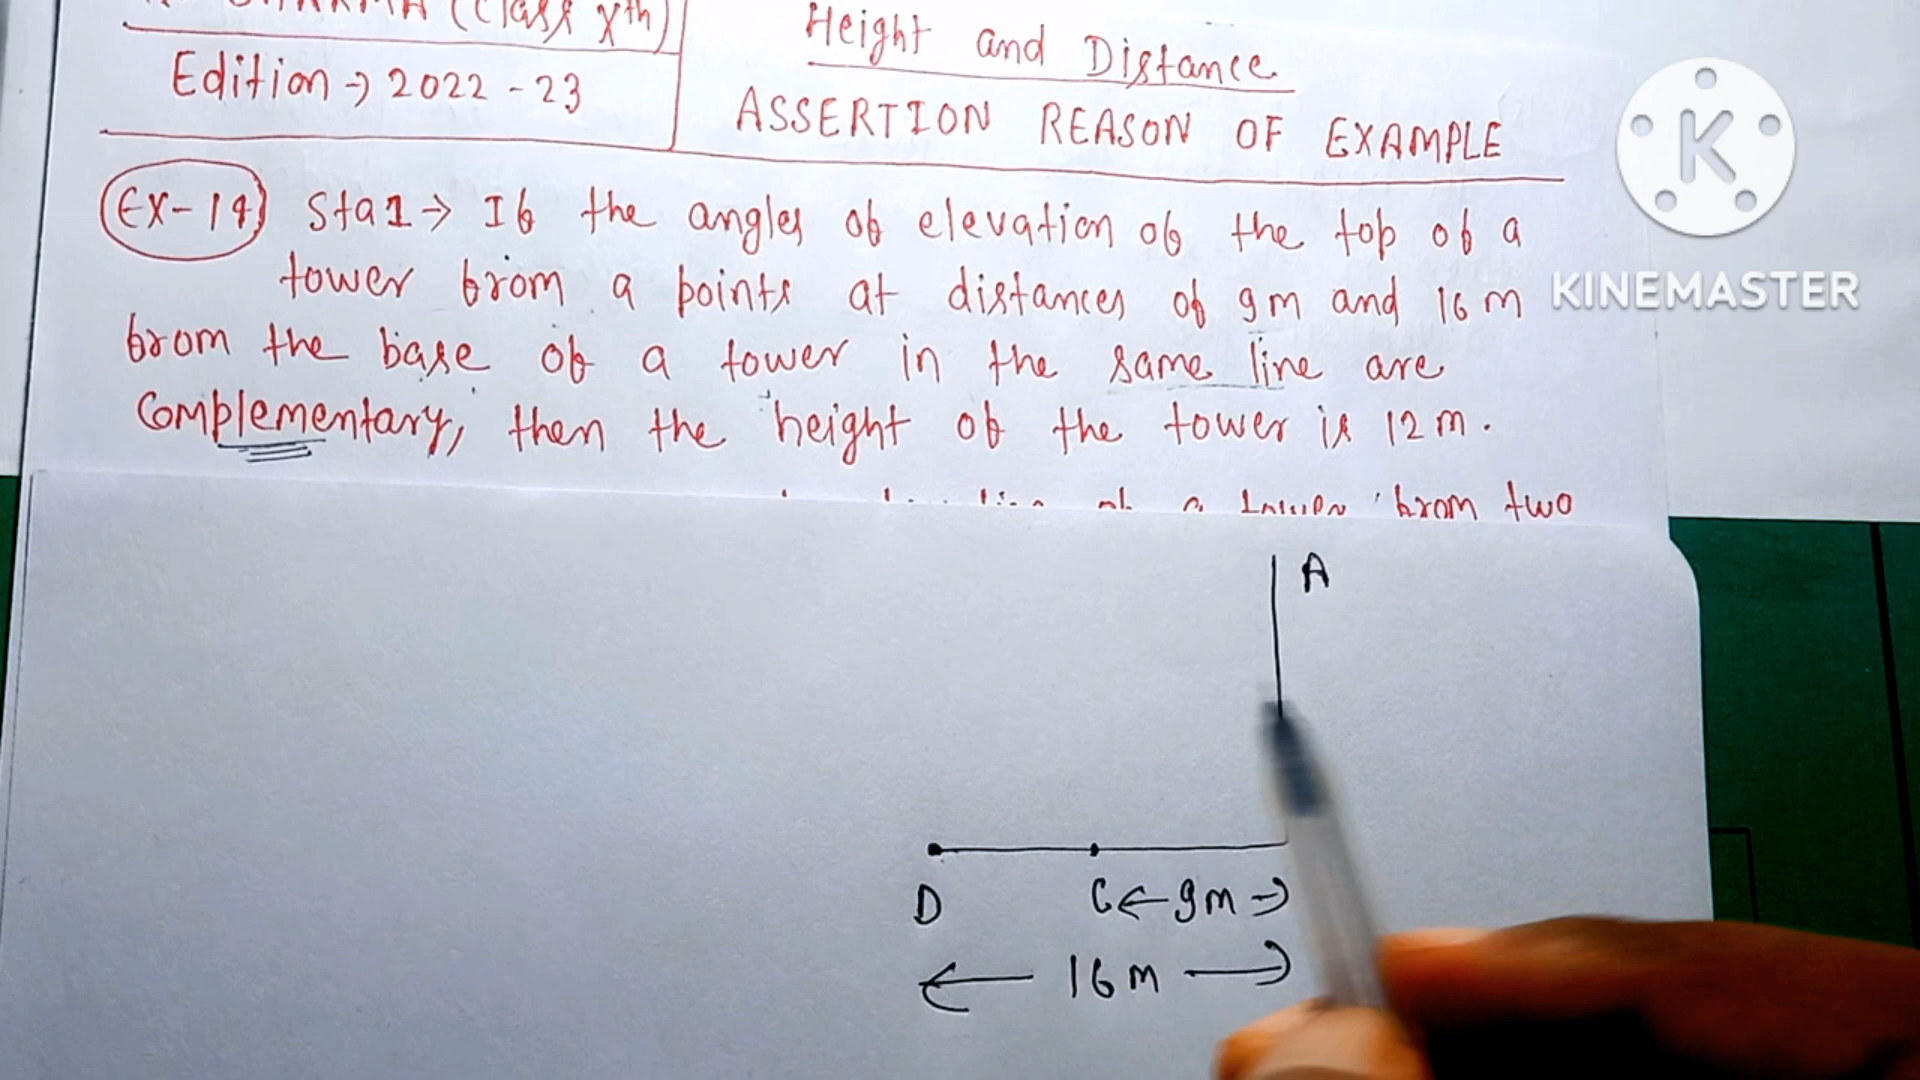 (Class Xth)
Edition → 2022 - 23
Height and Distance
ASSERTION REASON OF EXAMPLE
Ex-19 Sta1 → If the angles of elevation of the top of a
tower from a points at distances of 9m and 16 m
from the base of a tower in the same line are
Complementary, then the height of the tower is 12 m.
from two
A
D C ← 9m →
← 16m →
K
KINEMASTER